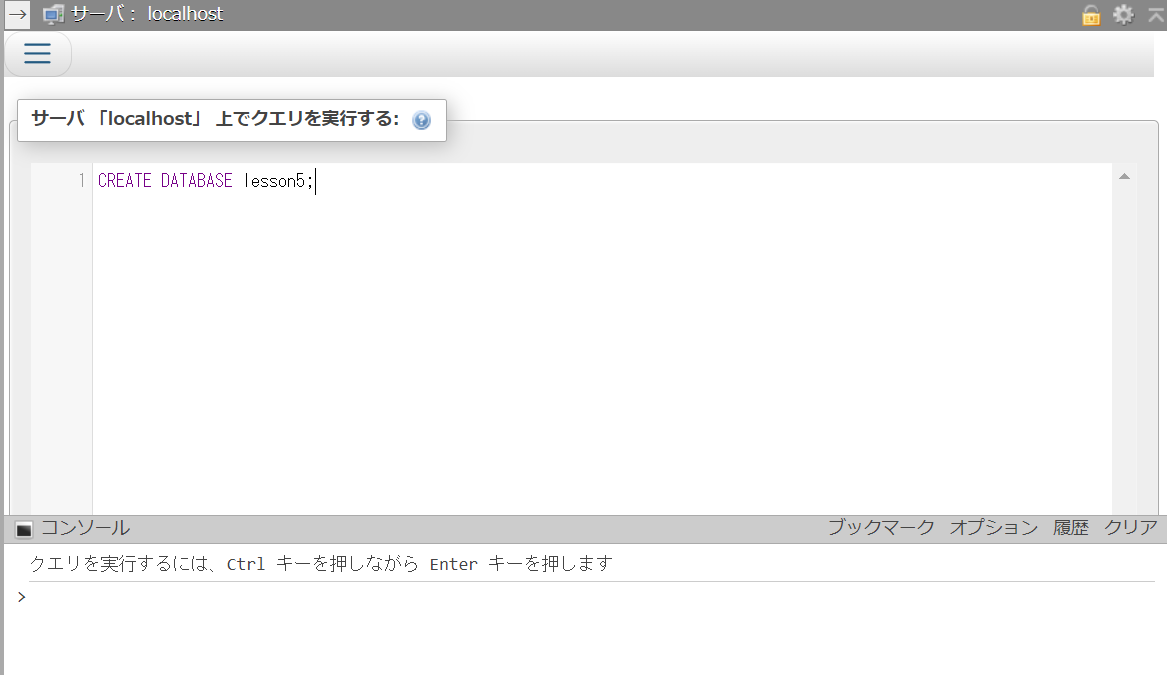 サーバ： localhost
サーバ 「localhost」 上でクエリを実行する:
1 CREATE DATABASE lesson5;
コンソール ブックマーク オプション 履歴 クリア
クエリを実行するには、Ctrl キーを押しながら Enter キーを押します
>